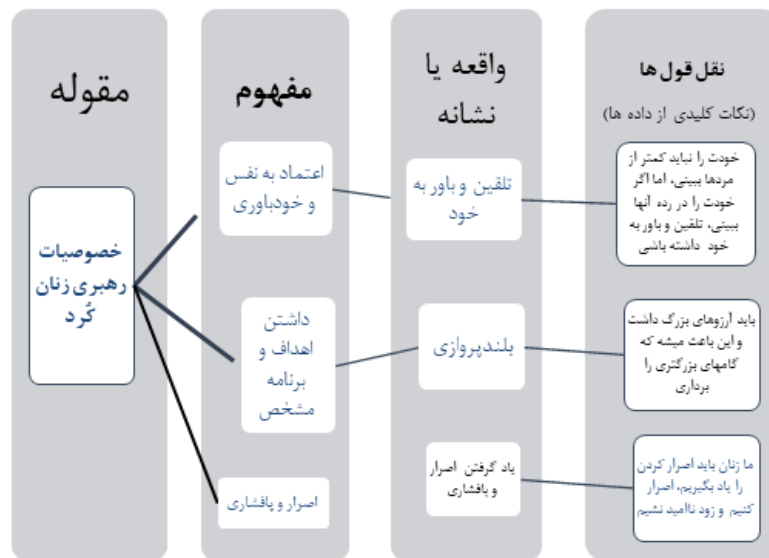 نقل قول ها
(نکات کلیدی از داده ها)
خودت را نباید کمتر از
مردها ببینی، اما اگر
خودت را در رده آنها
ببینی، تلقین و باور به
خود داشته باشی
باید آرزوهای بزرگ داشت
و این باعث میشه که
گامهای بزرگتری را
برداری
ما زنان باید اصرار کردن
را یاد بگیریم، اصرار
کنیم و زود ناامید نشیم
واقعه یا
نشانه
تلقین و باور به
خود
بلندپروازی
یاد گرفتن اصرار
و پافشاری
مفهوم
اعتماد به نفس
و خودباوری
داشتن
اهداف و
برنامه
مشخص
اصرار و پافشاری
مقوله
خصوصیات
رهبری زنان
کُرد